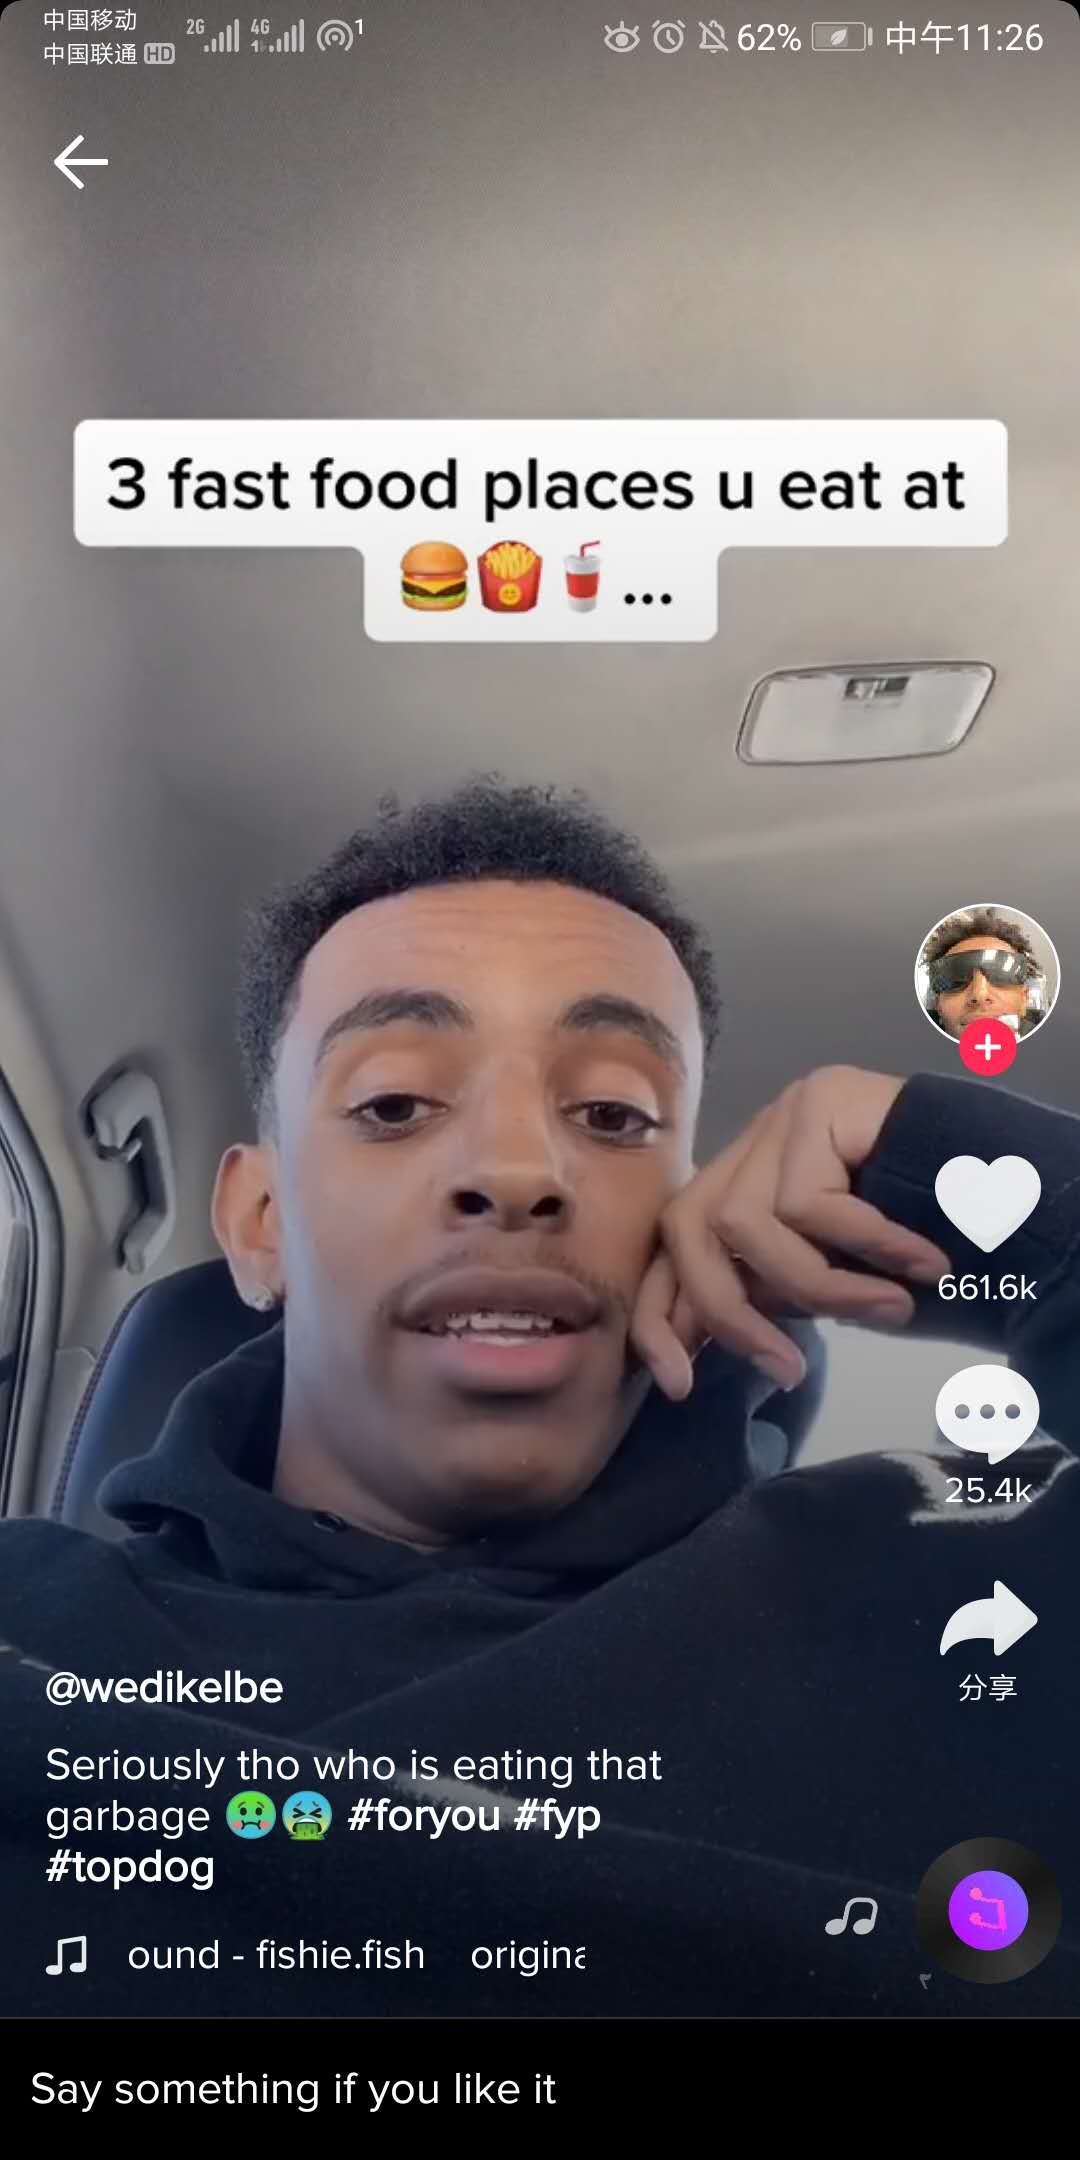 中国移动
中国联通 HD
2G 4G 1
62% 中午11:26
3 fast food places u eat at
🍔🍟🥤...
661.6k
25.4k
分享
@wedikelbe
Seriously tho who is eating that
garbage 🤢🤮 #foryou #fyp
#topdog
ound - fishie.fish origina
Say something if you like it